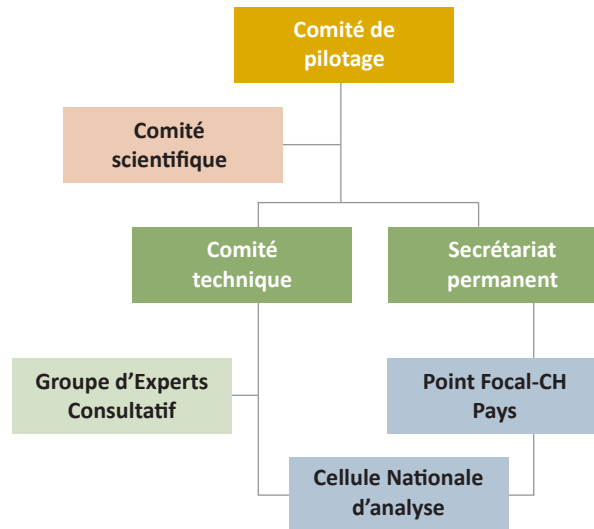 Comité de
pilotage
Comité
scientifique
Comité
technique
Secrétariat
permanent
Groupe d’Experts
Consultatif
Point Focal-CH
Pays
Cellule Nationale
d’analyse